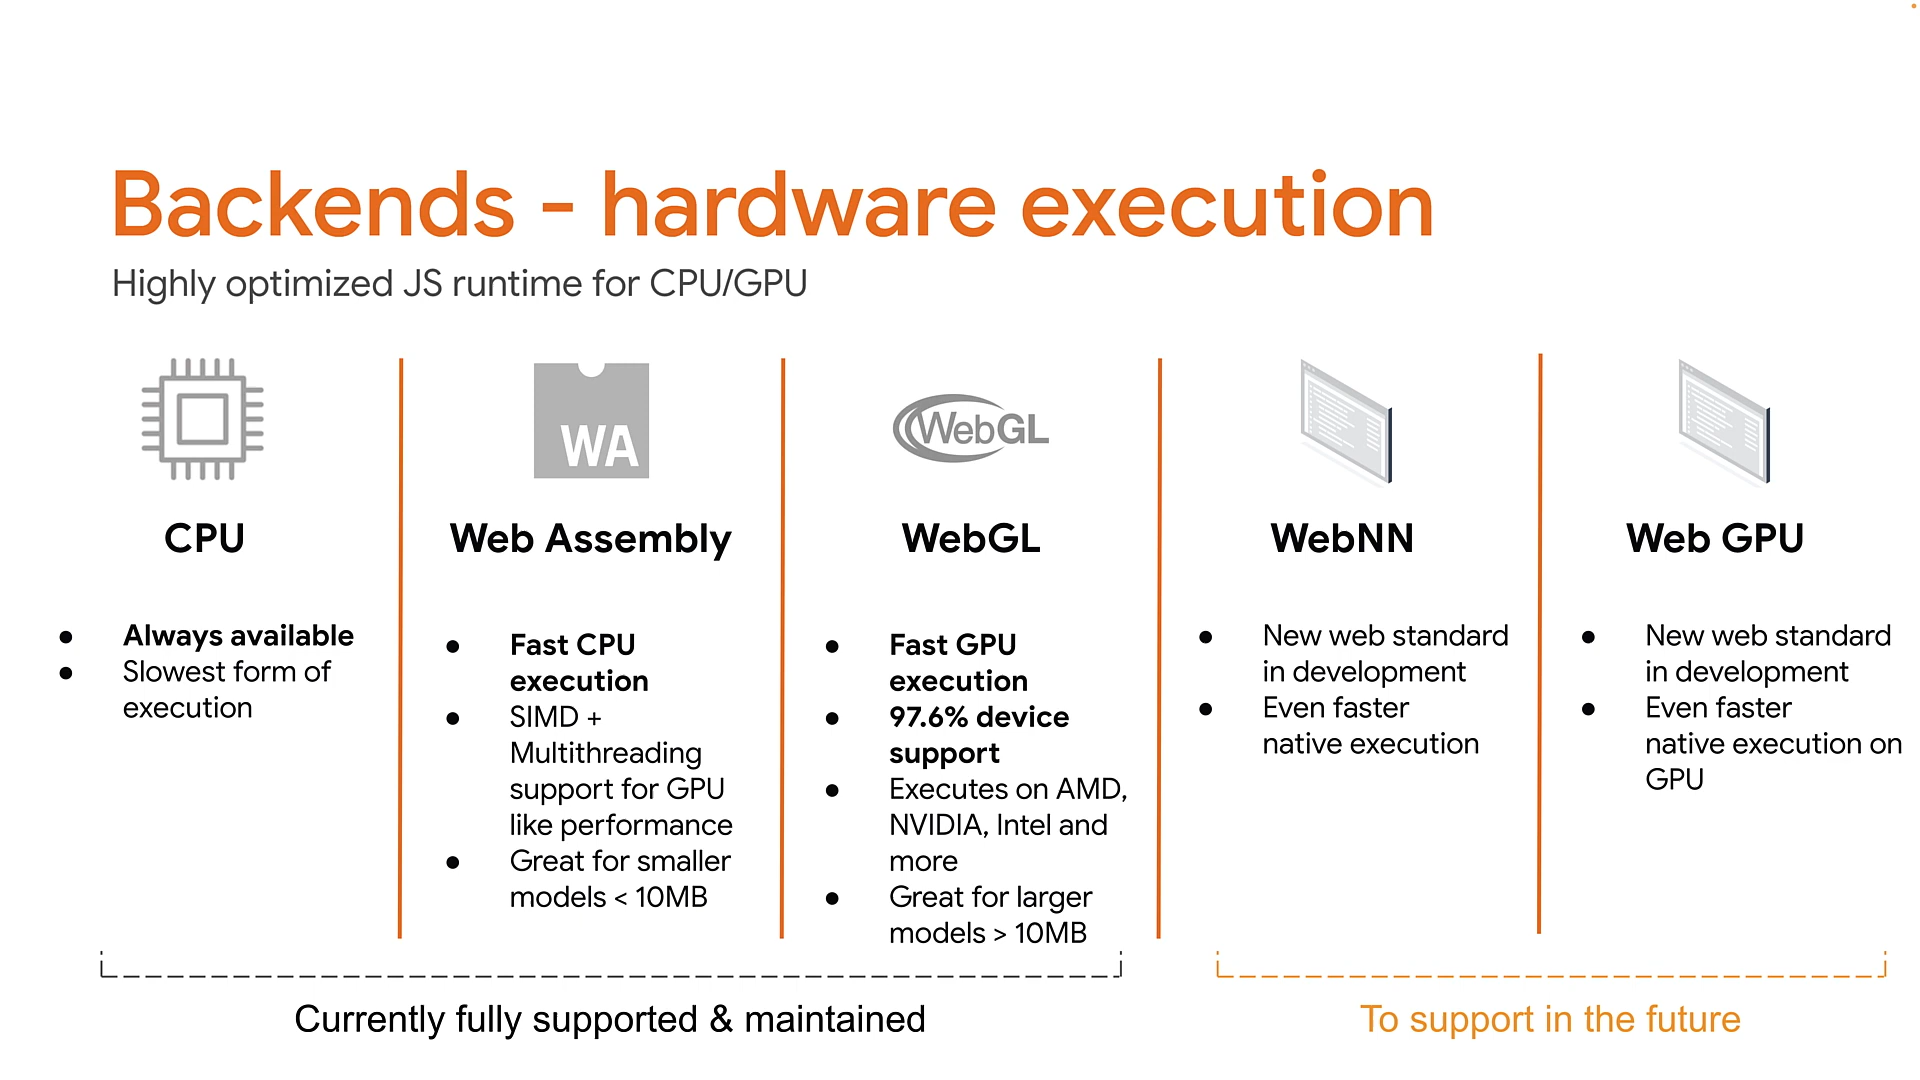 Backends - hardware execution
Highly optimized JS runtime for CPU/GPU
CPU
● Always available
● Slowest form of
execution
WA
Web Assembly
● Fast CPU
execution
● SIMD +
Multithreading
support for GPU
like performance
● Great for smaller
models < 10MB
WebGL
WebGL
● Fast GPU
execution
● 97.6% device
support
● Executes on AMD,
NVIDIA, Intel and
more
● Great for larger
models > 10MB
WebNN
● New web standard
in development
● Even faster
native execution
Web GPU
● New web standard
in development
● Even faster
native execution on
GPU
Currently fully supported & maintained
To support in the future